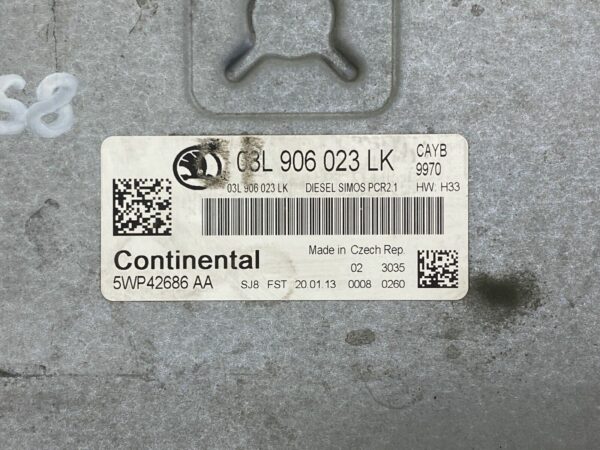 S8
03L 906 023 LK
CAYB
9970
03L 906 023 LK DIESEL SIMOS PCR2.1 HW: H33
Continental
Made in Czech Rep.
02 3035
5WP42686 AA
SJ8 FST 20.01.13 0008 0260